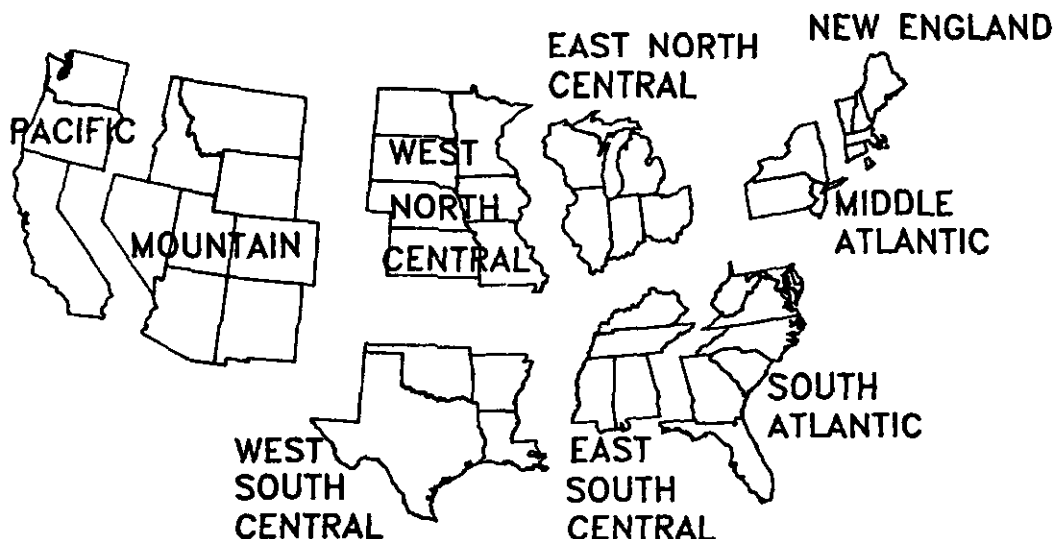 NEW ENGLAND
EAST NORTH
CENTRAL
PACIFIC
WEST
NORTH
CENTRAL
MOUNTAIN
MIDDLE
ATLANTIC
SOUTH
ATLANTIC
WEST
SOUTH
CENTRAL
EAST
SOUTH
CENTRAL